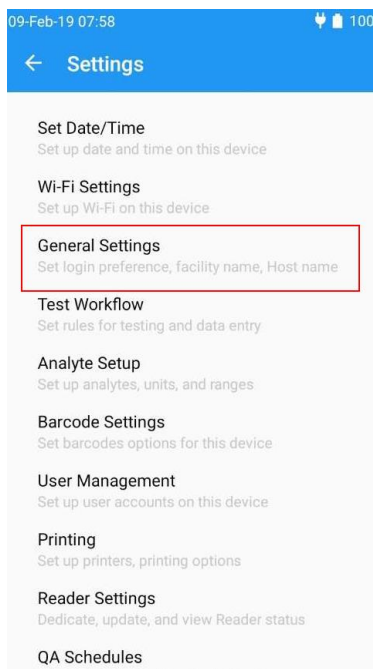 09-Feb-19 07:58 100
Settings
Set Date/Time
Set up date and time on this device
Wi-Fi Settings
Set up Wi-Fi on this device
General Settings
Set login preference, facility name, Host name
Test Workflow
Set rules for testing and data entry
Analyte Setup
Set up analytes, units, and ranges
Barcode Settings
Set barcodes options for this device
User Management
Set up user accounts on this device
Printing
Set up printers, printing options
Reader Settings
Dedicate, update, and view Reader status
QA Schedules